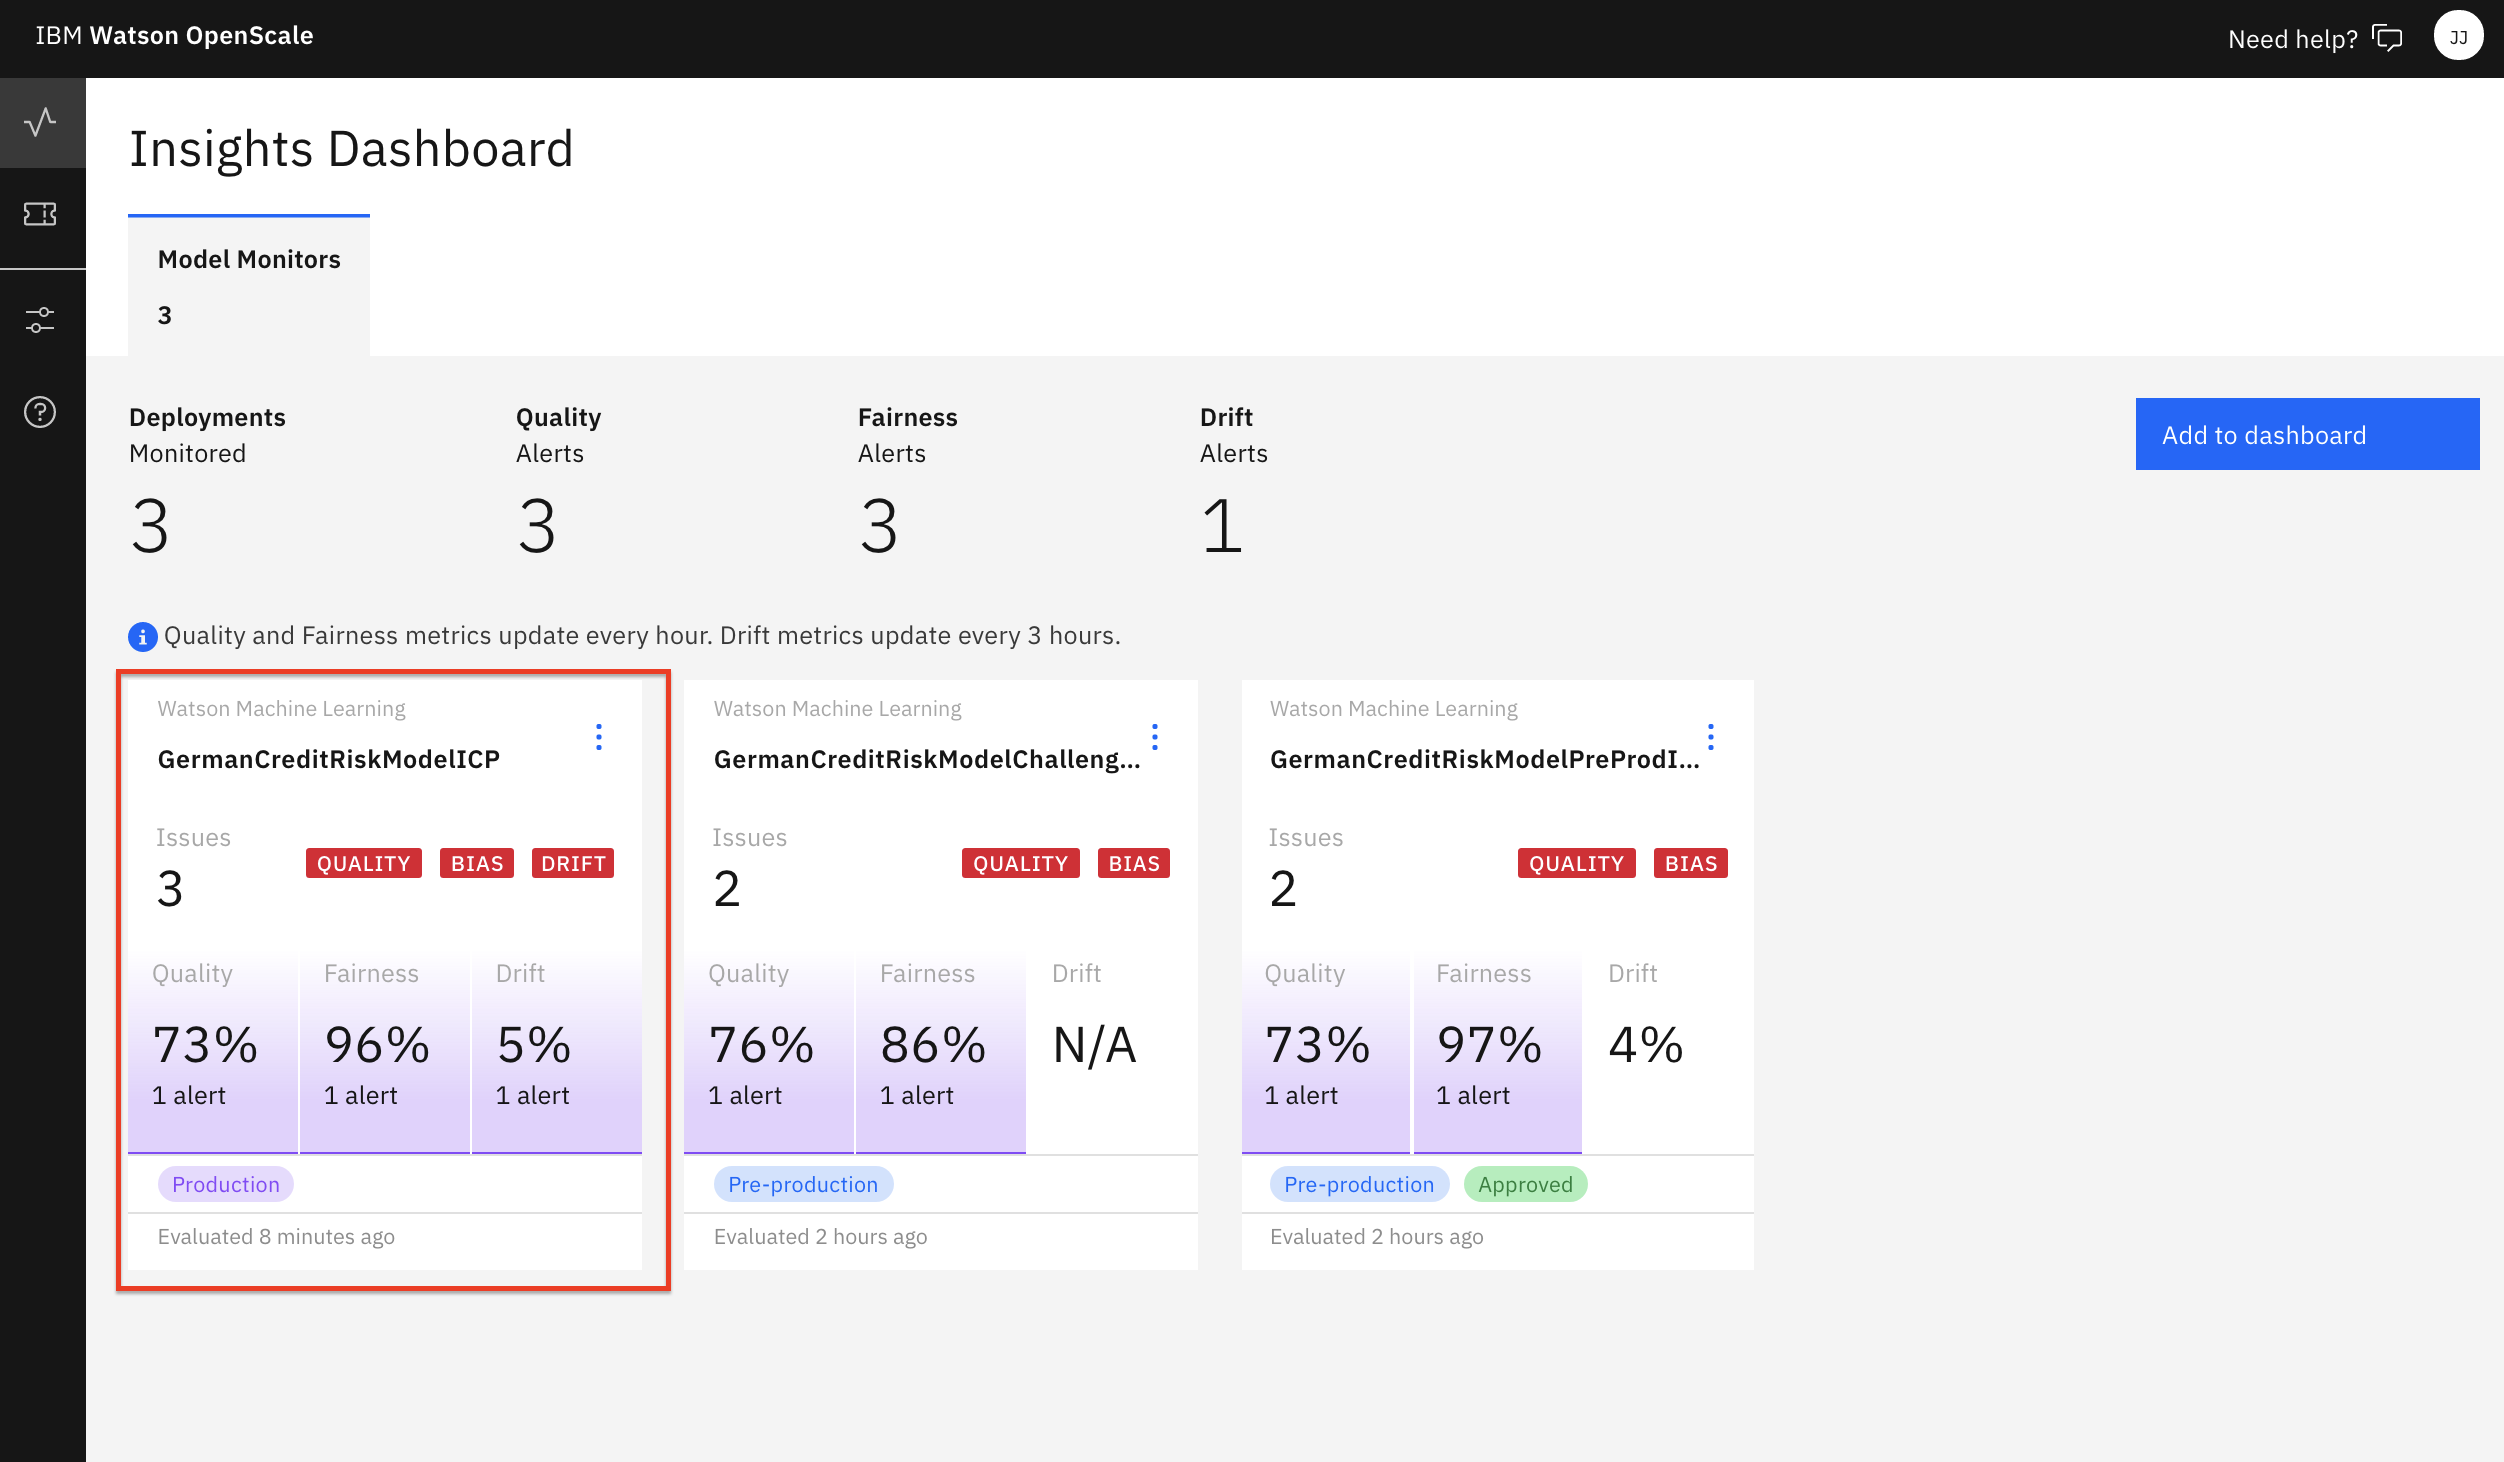 IBM Watson OpenScale
Need help?
JJ
Insights Dashboard
Model Monitors
3
Deployments
Monitored
3
Quality
Alerts
3
Fairness
Alerts
3
Drift
Alerts
1
Add to dashboard
Quality and Fairness metrics update every hour. Drift metrics update every 3 hours.
Watson Machine Learning
GermanCreditRiskModelICP
Issues
3
QUALITY BIAS DRIFT
Quality
73%
1 alert
Fairness
96%
1 alert
Drift
5%
1 alert
Production
Evaluated 8 minutes ago
Watson Machine Learning
GermanCreditRiskModelChalleng...
Issues
2
QUALITY BIAS
Quality
76%
1 alert
Fairness
86%
1 alert
Drift
N/A
Pre-production
Evaluated 2 hours ago
Watson Machine Learning
GermanCreditRiskModelPreProdI...
Issues
2
QUALITY BIAS
Quality
73%
1 alert
Fairness
97%
1 alert
Drift
4%
Pre-production Approved
Evaluated 2 hours ago